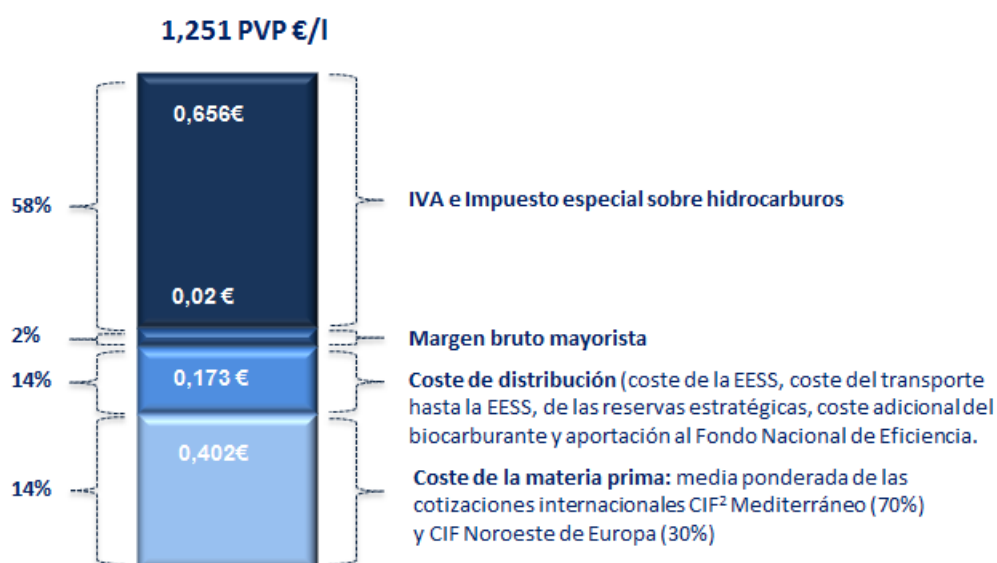 1,251 PVP €/l
0,656€
58%
IVA e Impuesto especial sobre hidrocarburos
0,02 €
2%
Margen bruto mayorista
14%
0,173 €
Coste de distribución (coste de la EESS, coste del transporte
hasta la EESS, de las reservas estratégicas, coste adicional del
biocarburante y aportación al Fondo Nacional de Eficiencia.
0,402€
14%
Coste de la materia prima: media ponderada de las
cotizaciones internacionales CIF² Mediterráneo (70%)
y CIF Noroeste de Europa (30%)